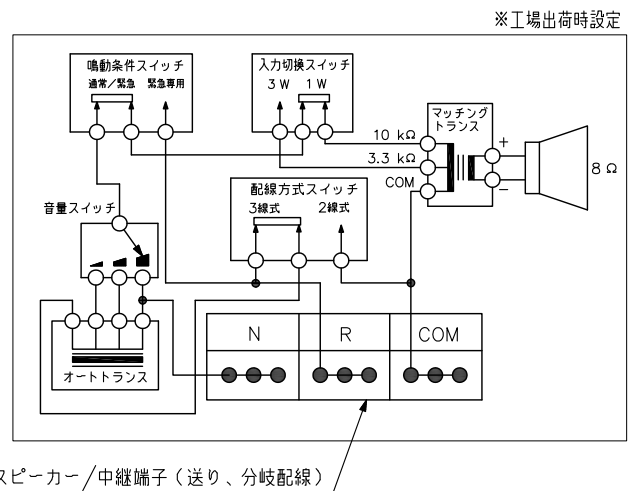 ※工場出荷時設定
鳴動条件スイッチ
通常/緊急 緊急専用
入力切換スイッチ
3 W 1 W
マッチング
トランス
10 kΩ
3.3 kΩ
COM
+
−
8 Ω
配線方式スイッチ
3線式 2線式
音量スイッチ
オートトランス
N R COM
スピーカー/中継端子(送り、分岐配線)